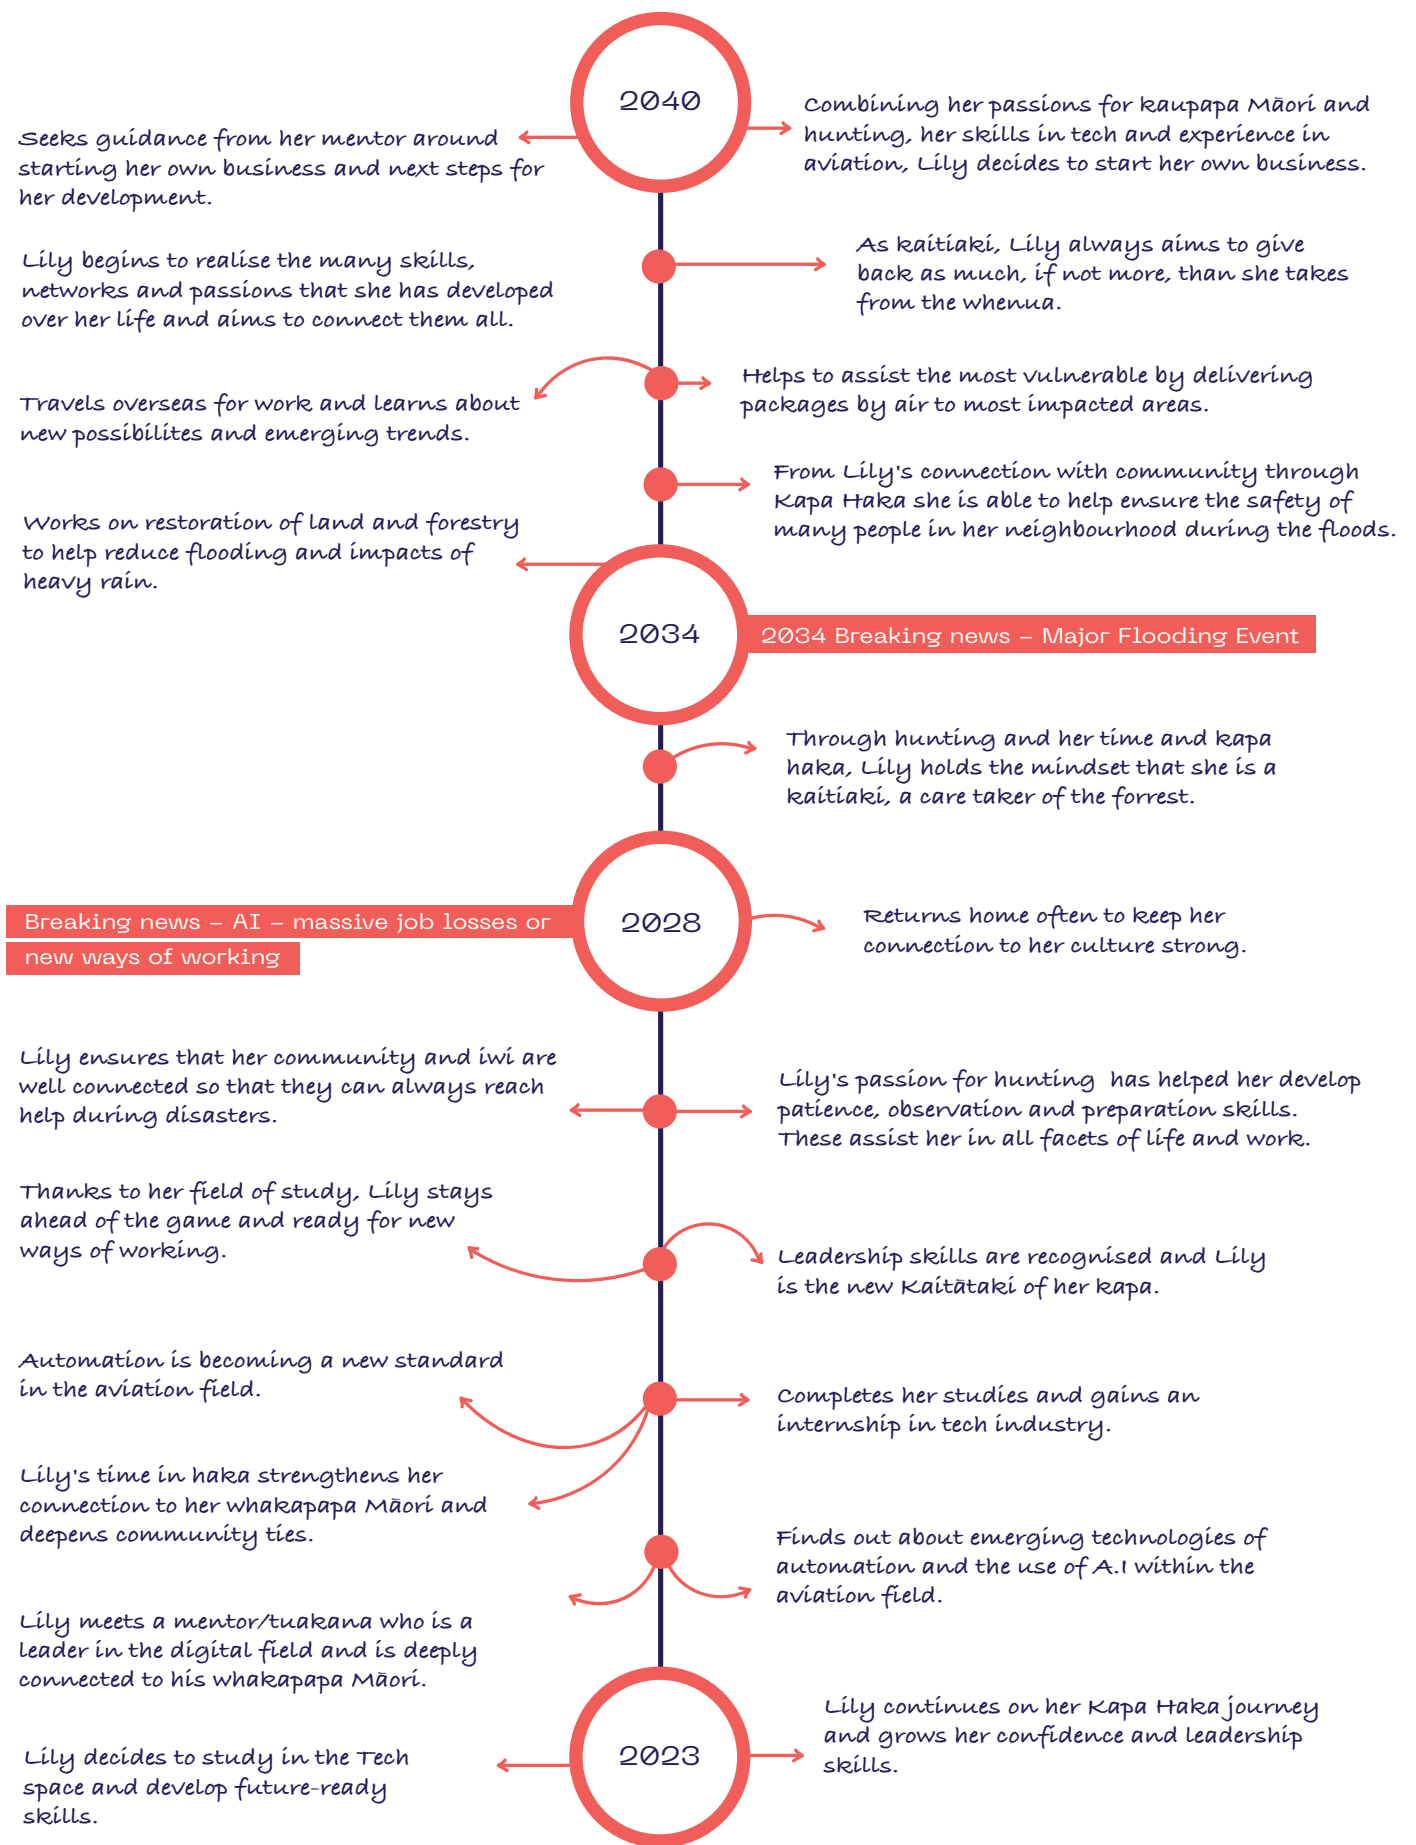 2040
Seeks guidance from her mentor around
starting her own business and next steps for
her development.
Combining her passions for kaupapa Māori and
hunting, her skills in tech and experience in
aviation, Lily decides to start her own business.
Lily begins to realise the many skills,
networks and passions that she has developed
over her life and aims to connect them all.
As kaitiaki, Lily always aims to give
back as much, if not more, than she takes
from the whenua.
Travels overseas for work and learns about
new possibilites and emerging trends.
Helps to assist the most vulnerable by delivering
packages by air to most impacted areas.
From Lily's connection with community through
Kapa Haka she is able to help ensure the safety of
many people in her neighbourhood during the floods.
Works on restoration of land and forestry
to help reduce flooding and impacts of
heavy rain.
2034
2034 Breaking news – Major Flooding Event
Through hunting and her time and kapa
haka, Lily holds the mindset that she is a
kaitiaki, a care taker of the forrest.
Breaking news – AI – massive job losses or
new ways of working
2028
Returns home often to keep her
connection to her culture strong.
Lily ensures that her community and iwi are
well connected so that they can always reach
help during disasters.
Lily's passion for hunting has helped her develop
patience, observation and preparation skills.
These assist her in all facets of life and work.
Thanks to her field of study, Lily stays
ahead of the game and ready for new
ways of working.
Leadership skills are recognised and Lily
is the new Kaitātaki of her kapa.
Automation is becoming a new standard
in the aviation field.
Completes her studies and gains an
internship in tech industry.
Lily's time in haka strengthens her
connection to her whakapapa Māori and
deepens community ties.
Finds out about emerging technologies of
automation and the use of A.I within the
aviation field.
Lily meets a mentor/tuakana who is a
leader in the digital field and is deeply
connected to his whakapapa Māori.
2023
Lily continues on her Kapa Haka journey
and grows her confidence and leadership
skills.
Lily decides to study in the Tech
space and develop future-ready
skills.